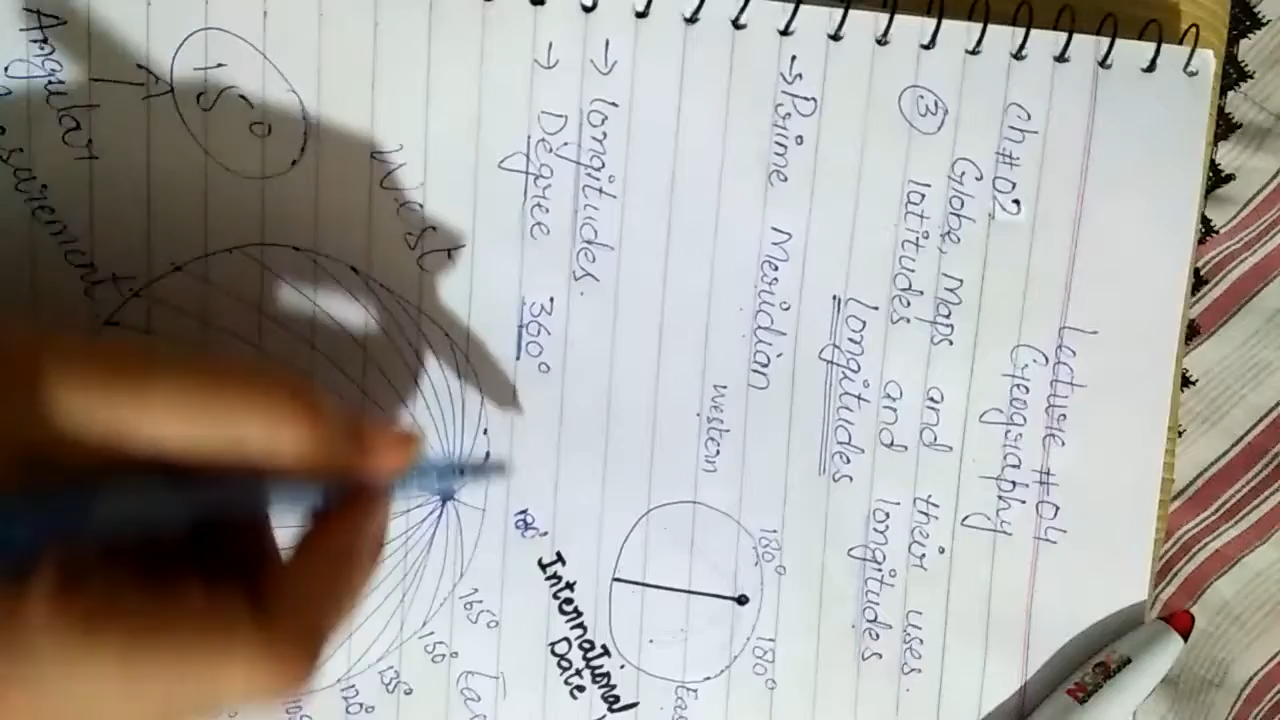 Lecture #04
Geography
Ch#02
Globe, Maps and their uses.
③ latitudes and longitudes
Longitudes
→ Prime Meridian
180° 180°
Western
→ longitudes.
→ Degree 360°
180° International
Date
West
165°
150°
135°
120°
15°
Angular